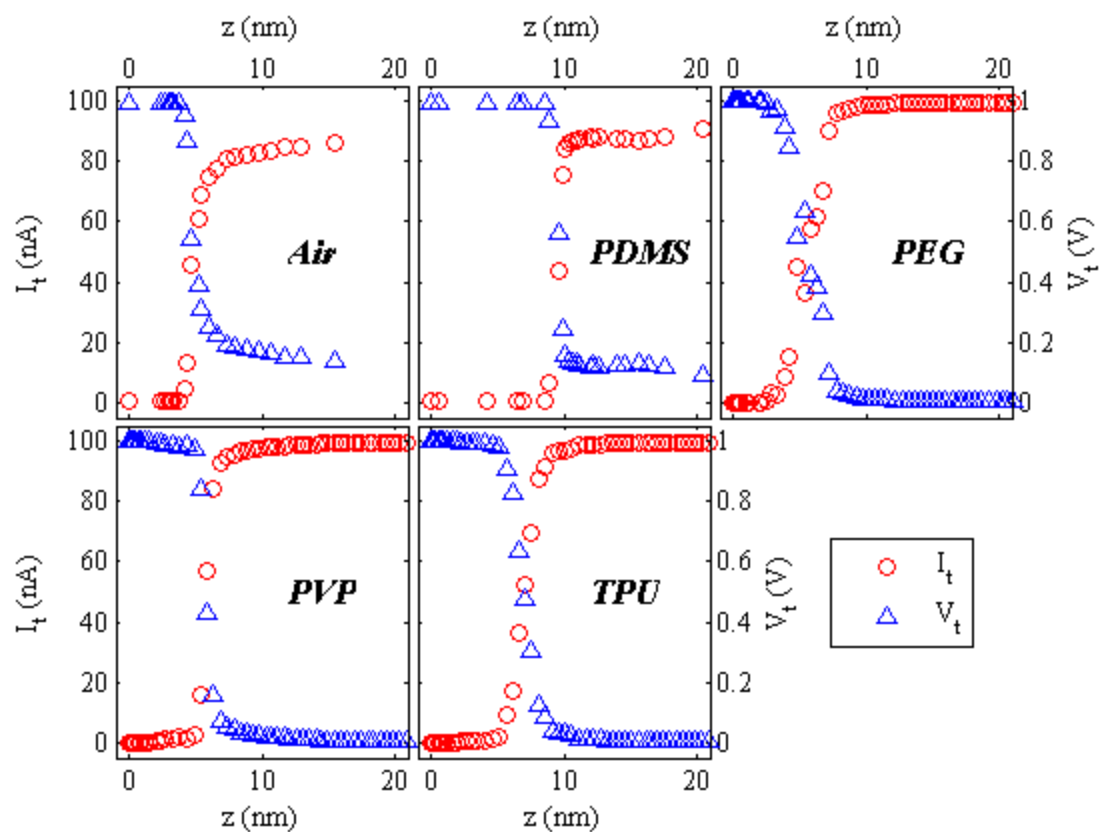 z (nm) z (nm) z (nm)
0 10 20 0 10 20 0 10 20
100 80 60 40 20 0
I_t (nA)
Air
PDMS
PEG
1 0.8 0.6 0.4 0.2 0
V_t (V)
100 80 60 40 20 0
I_t (nA)
PVP
TPU
1 0.8 0.6 0.4 0.2 0
V_t (V)
I_t
V_t
0 10 20 0 10 20
z (nm) z (nm)